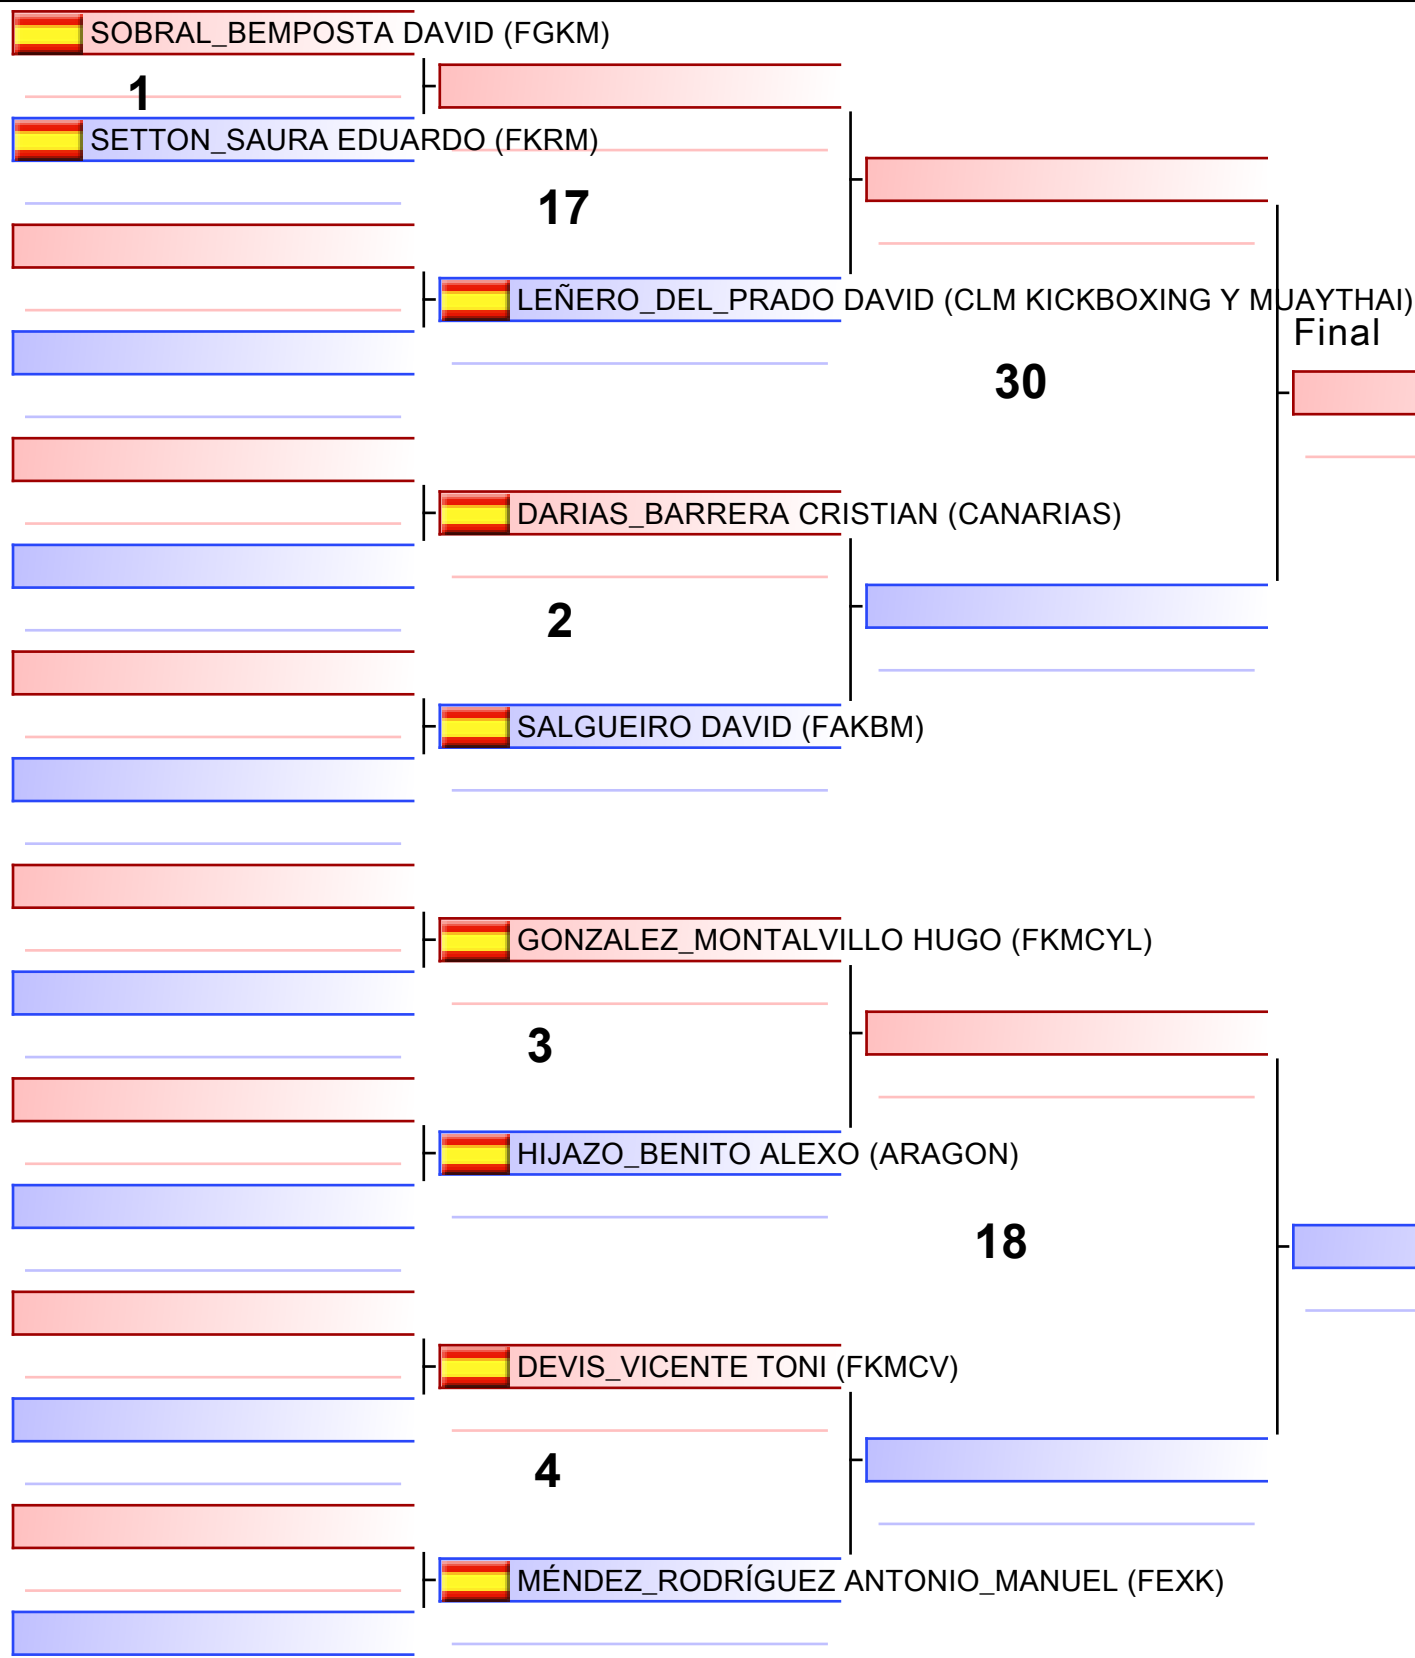 SOBRAL_BEMPOSTA DAVID (FGKM)
1
SETTON_SAURA EDUARDO (FKRM)
17
LEÑERO_DEL_PRADO DAVID (CLM KICKBOXING Y MUAYTHAI)
Final
30
DARIAS_BARRERA CRISTIAN (CANARIAS)
2
SALGUEIRO DAVID (FAKBM)
GONZALEZ_MONTALVILLO HUGO (FKMCYL)
3
HIJAZO_BENITO ALEXO (ARAGON)
18
DEVIS_VICENTE TONI (FKMCV)
4
MÉNDEZ_RODRÍGUEZ ANTONIO_MANUEL (FEXK)